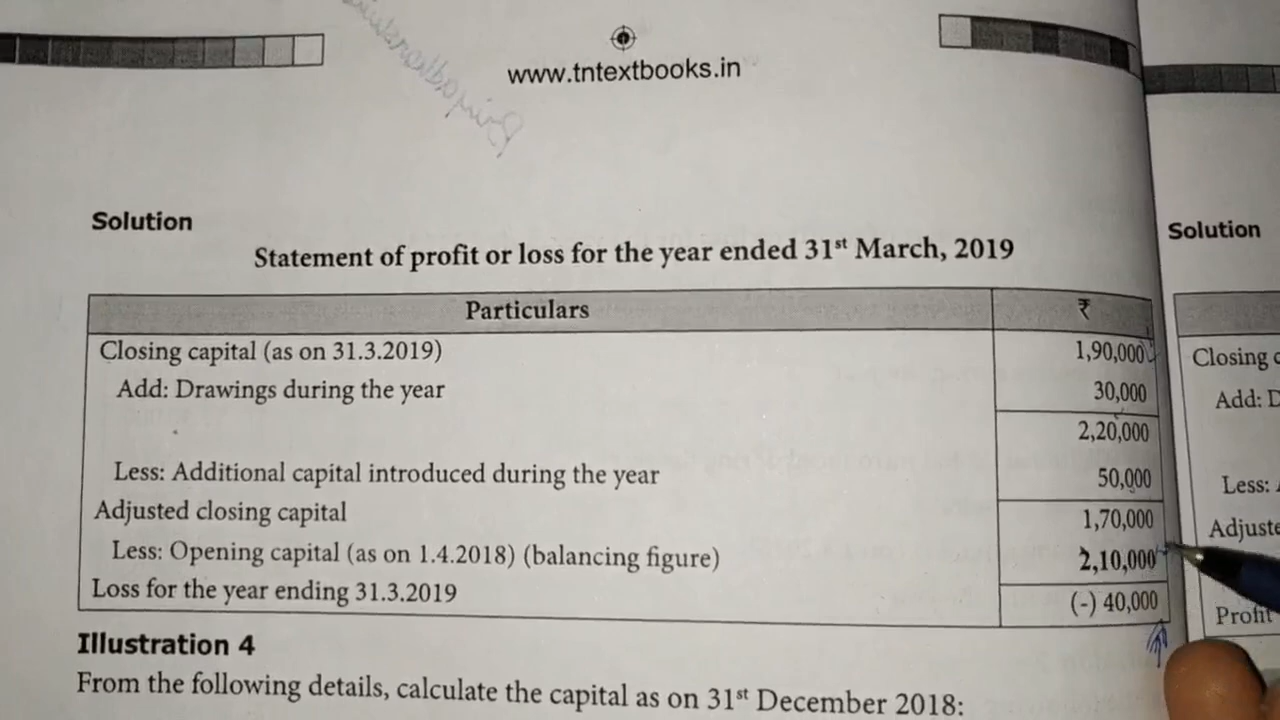 www.tntextbooks.in
Solution
Statement of profit or loss for the year ended 31st March, 2019
Particulars ₹
Closing capital (as on 31.3.2019) 1,90,000
Add: Drawings during the year 30,000
2,20,000
Less: Additional capital introduced during the year 50,000
Adjusted closing capital 1,70,000
Less: Opening capital (as on 1.4.2018) (balancing figure) 2,10,000
Loss for the year ending 31.3.2019 (-) 40,000
Illustration 4
From the following details, calculate the capital as on 31st December 2018:
Solution
Closing
Add:
Less:
Profit